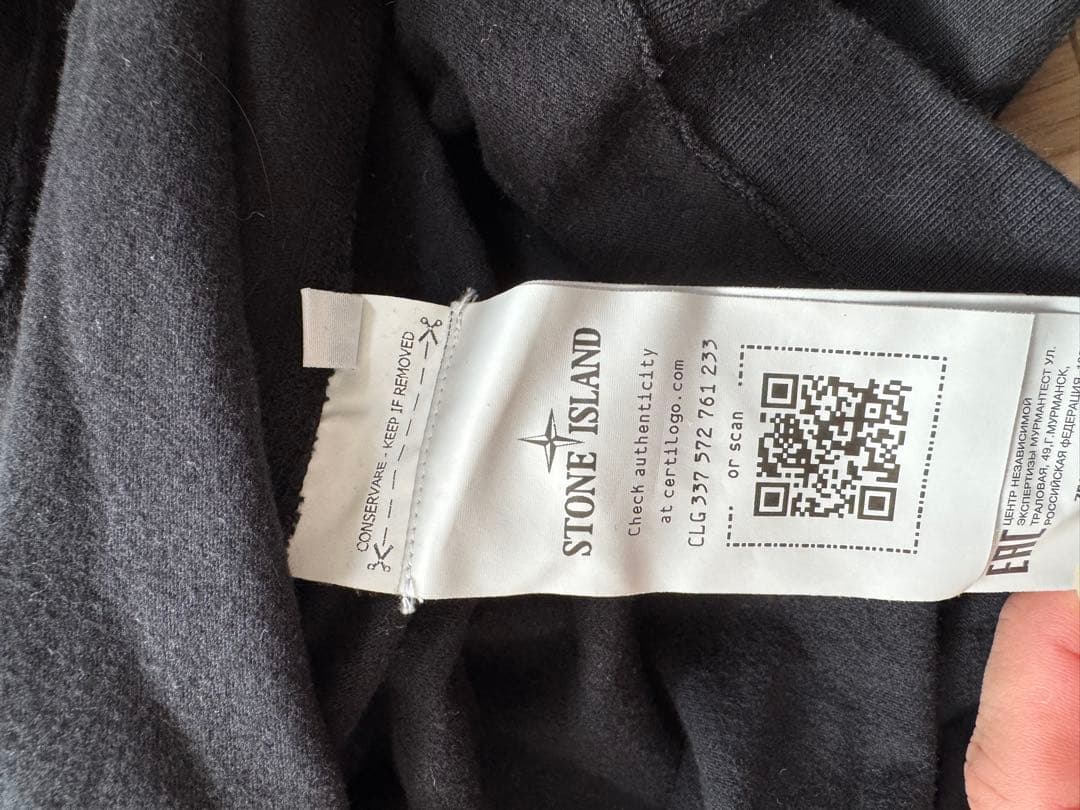 CONSERVARE - KEEP IF REMOVED
STONE ISLAND
Check authenticity
at certilogo.com
CLG 337 572 761 233
or scan
EAC
ЦЕНТР НЕЗАВИСИМОЙ
ЭКСПЕРТИЗЫ МУРМАНТЕСТ УЛ.
ТРАЛОВАЯ, 49,Г.МУРМАНСК,
РОССИЙСКАЯ ФЕДЕРАЦИЯ,